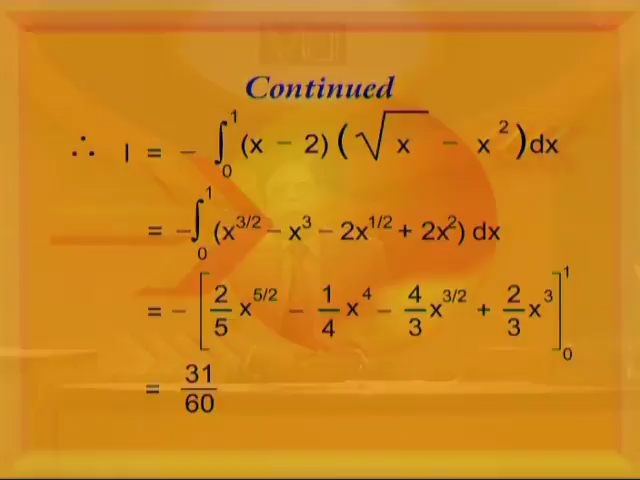 Continued
∴ I = − ∫₀¹ (x − 2) (√x − x²) dx
= − ∫₀¹ (x^{3/2} − x³ − 2x^{1/2} + 2x²) dx
= − [ 2/5 x^{5/2} − 1/4 x⁴ − 4/3 x^{3/2} + 2/3 x³ ]₀¹
= 31/60